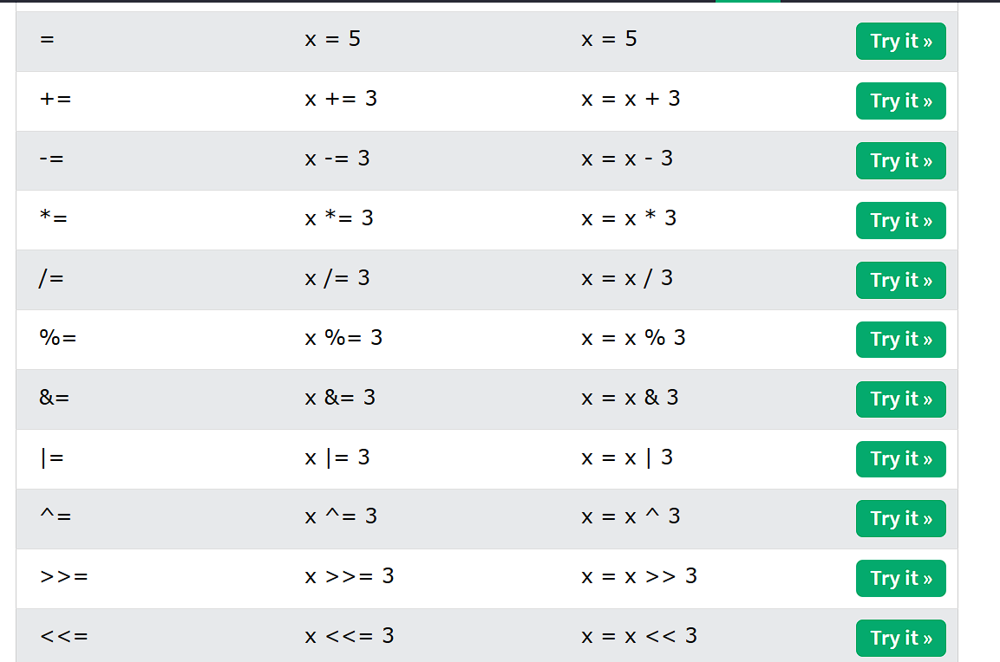 = x = 5 x = 5 Try it »
+= x += 3 x = x + 3 Try it »
-= x -= 3 x = x - 3 Try it »
*= x *= 3 x = x * 3 Try it »
/= x /= 3 x = x / 3 Try it »
%= x %= 3 x = x % 3 Try it »
&= x &= 3 x = x & 3 Try it »
|= x |= 3 x = x | 3 Try it »
^= x ^= 3 x = x ^ 3 Try it »
>>= x >>= 3 x = x >> 3 Try it »
<<= x <<= 3 x = x << 3 Try it »